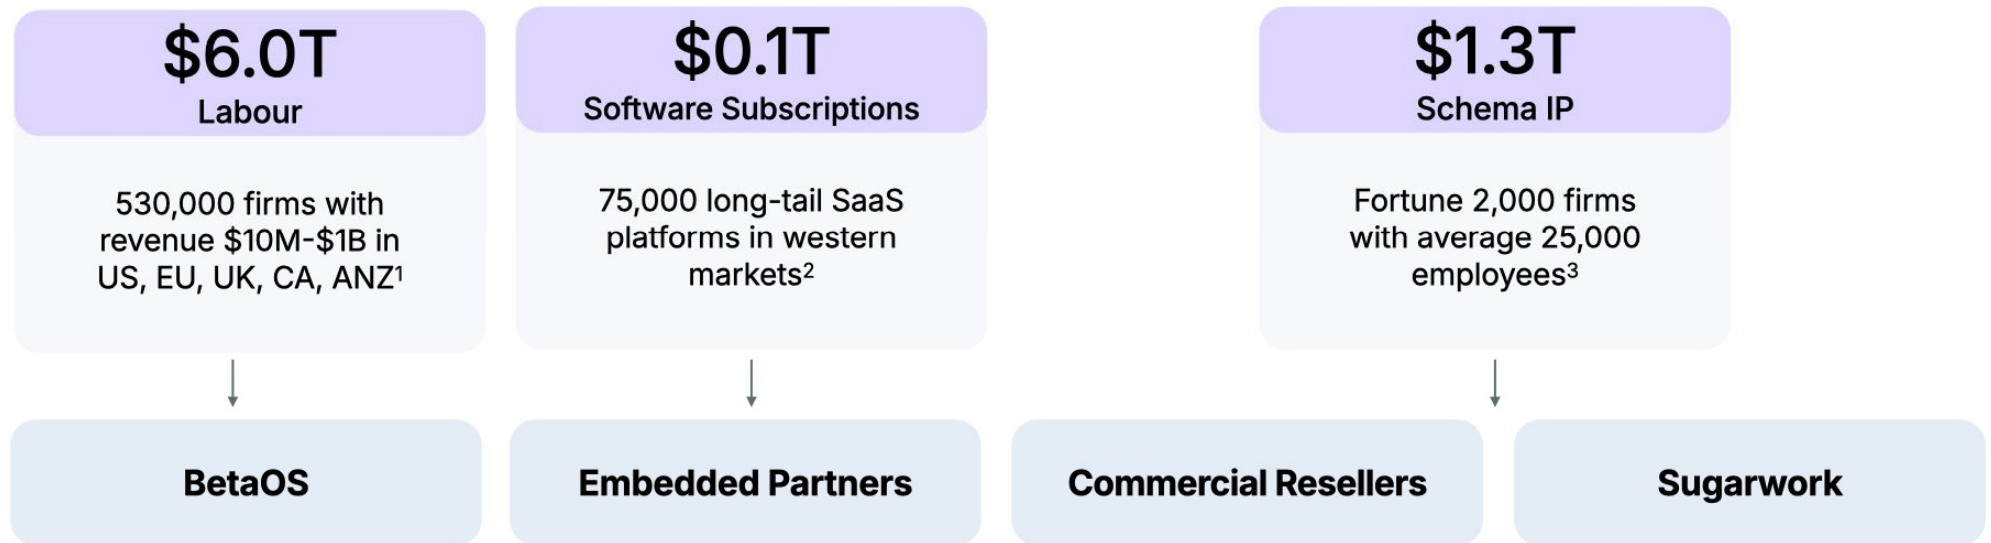 $6.0T
Labour
530,000 firms with
revenue $10M-$1B in
US, EU, UK, CA, ANZ¹
$0.1T
Software Subscriptions
75,000 long-tail SaaS
platforms in western
markets²
$1.3T
Schema IP
Fortune 2,000 firms
with average 25,000
employees³
BetaOS
Embedded Partners
Commercial Resellers
Sugarwork